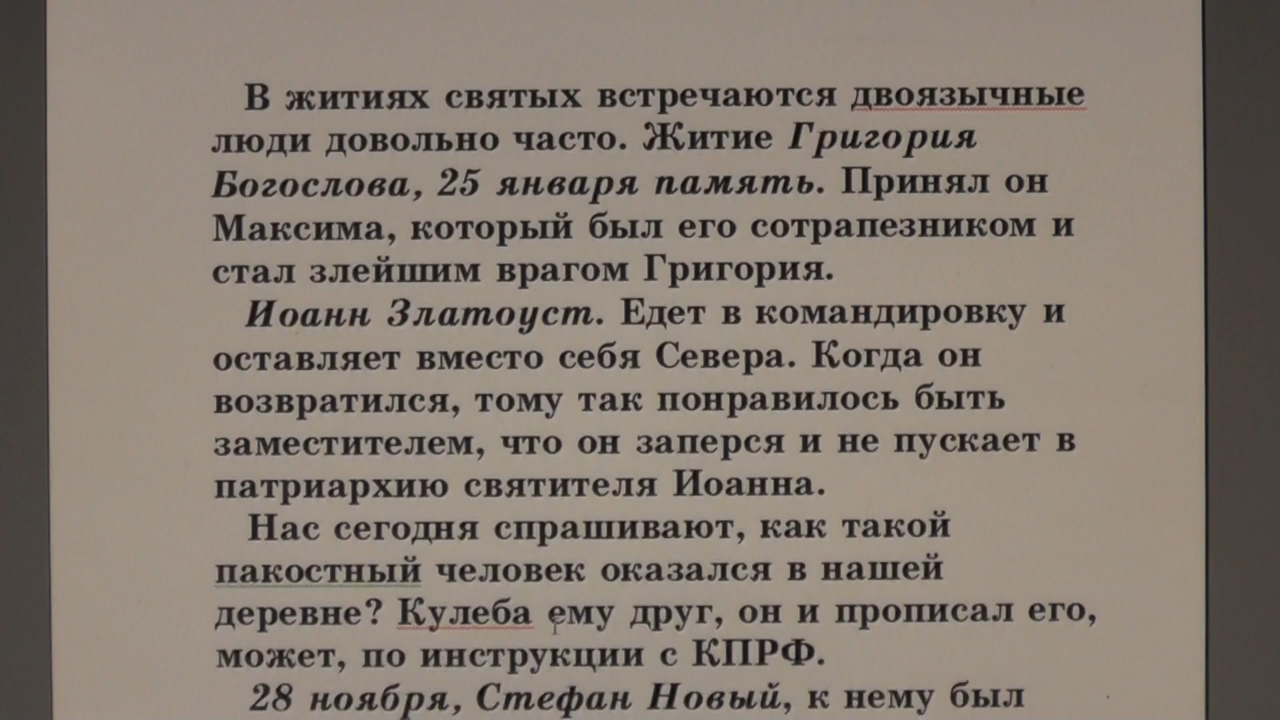 В житиях святых встречаются двоязычные
люди довольно часто. Житие Григория
Богослова, 25 января память. Принял он
Максима, который был его сотрапезником и
стал злейшим врагом Григория.
Иоанн Златоуст. Едет в командировку и
оставляет вместо себя Севера. Когда он
возвратился, тому так понравилось быть
заместителем, что он заперся и не пускает в
патриархию святителя Иоанна.
Нас сегодня спрашивают, как такой
пакостный человек оказался в нашей
деревне? Кулеба ему друг, он и прописал его,
может, по инструкции с КПРФ.
28 ноября, Стефан Новый, к нему был